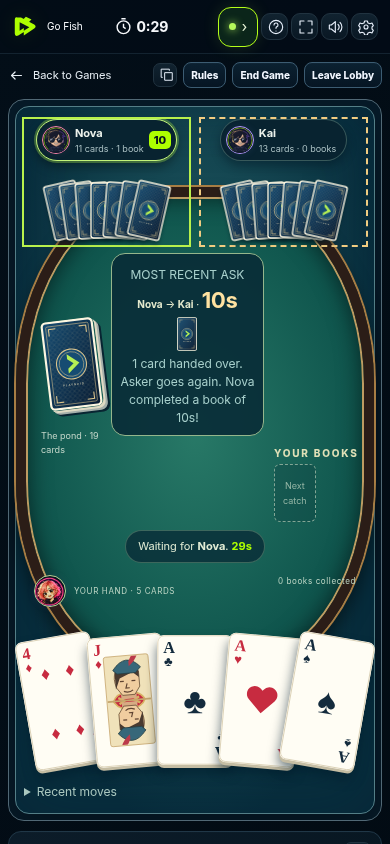 Go Fish
0:29
Back to Games
Rules
End Game
Leave Lobby
Nova
11 cards · 1 book
10
Kai
13 cards · 0 books
MOST RECENT ASK
Nova → Kai · 10s
1 card handed over.
Asker goes again. Nova
completed a book of
10s!
The pond · 19
cards
YOUR BOOKS
Next
catch
Waiting for Nova. 29s
0 books collected
YOUR HAND · 5 CARDS
4
J
A
A
A
A
Recent moves